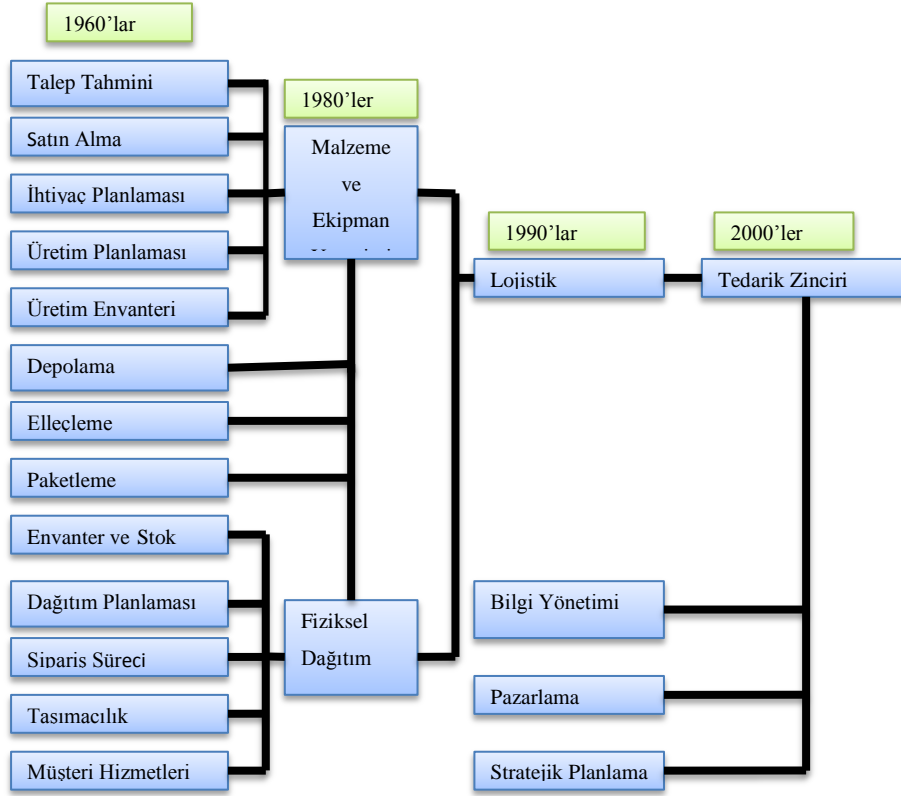 1960’lar
Talep Tahmini
Satın Alma
İhtiyaç Planlaması
Üretim Planlaması
Üretim Envanteri
Depolama
Elleçleme
Paketleme
Envanter ve Stok
Dağıtım Planlaması
Sipariş Süreci
Taşımacılık
Müşteri Hizmetleri
1980’ler
Malzeme
ve
Ekipman
Fiziksel
Dağıtım
1990’lar
Lojistik
2000’ler
Tedarik Zinciri
Bilgi Yönetimi
Pazarlama
Stratejik Planlama